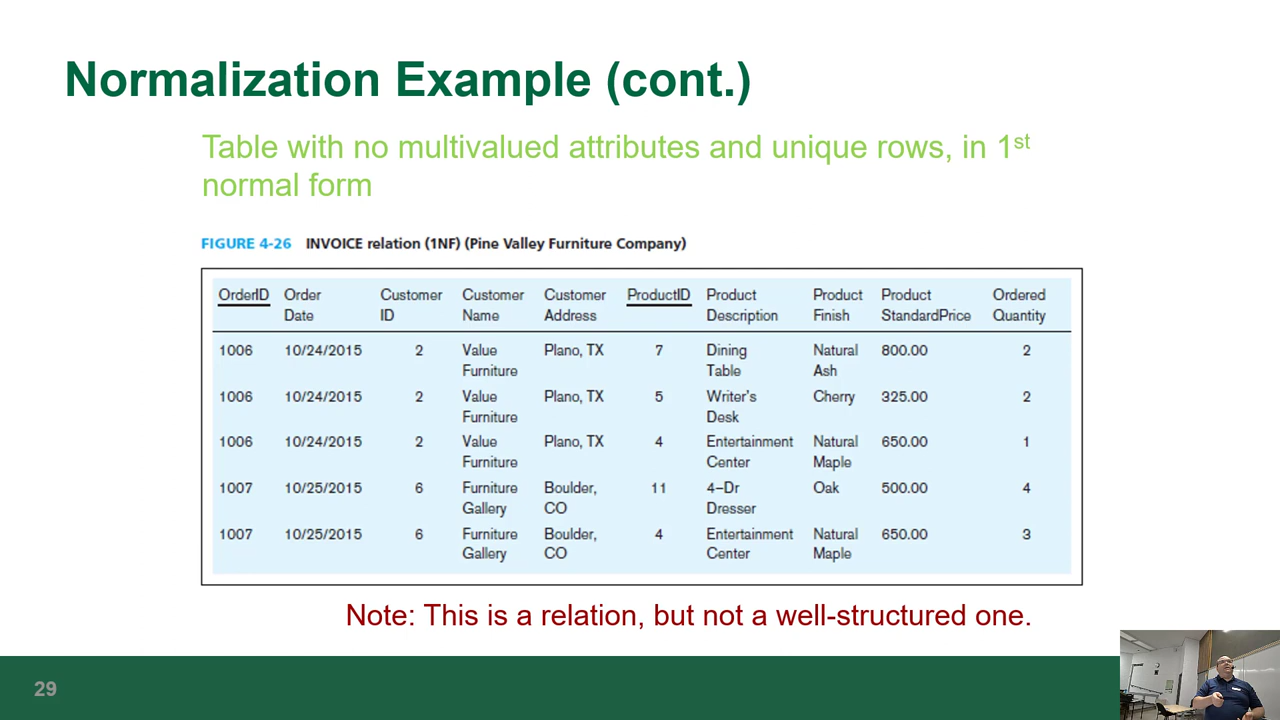 Normalization Example (cont.)
Table with no multivalued attributes and unique rows, in 1st
normal form
FIGURE 4-26 INVOICE relation (1NF) (Pine Valley Furniture Company)
OrderID Order Customer Customer Customer ProductID Product Product Product Ordered
Date ID Name Address Description Finish StandardPrice Quantity
1006 10/24/2015 2 Value Plano, TX 7 Dining Natural 800.00 2
Furniture Table Ash
1006 10/24/2015 2 Value Plano, TX 5 Writer's Cherry 325.00 2
Furniture Desk
1006 10/24/2015 2 Value Plano, TX 4 Entertainment Natural 650.00 1
Furniture Center Maple
1007 10/25/2015 6 Furniture Boulder, 11 4–Dr Oak 500.00 4
Gallery CO Dresser
1007 10/25/2015 6 Furniture Boulder, 4 Entertainment Natural 650.00 3
Gallery CO Center Maple
Note: This is a relation, but not a well-structured one.
29